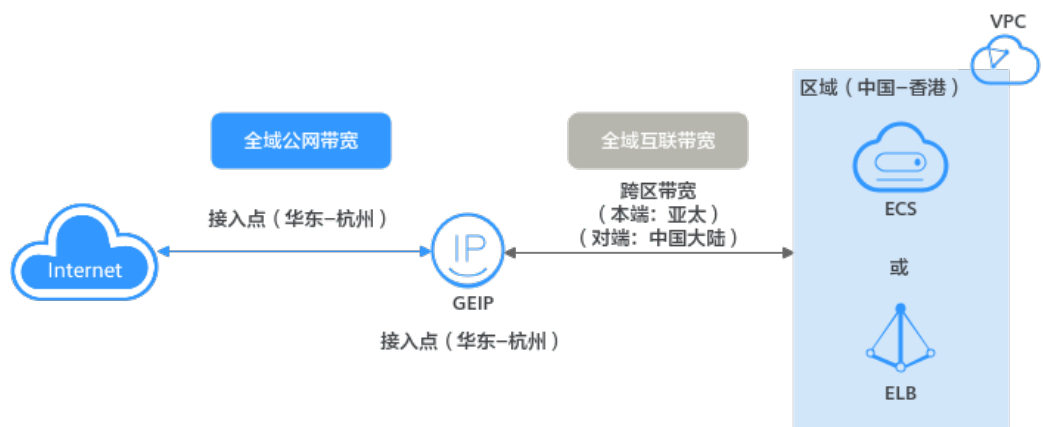 VPC
区域（中国-香港）
全域公网带宽
全域互联带宽
跨区带宽
（本端：亚太）
（对端：中国大陆）
接入点（华东-杭州）
ECS
Internet
IP
GEIP
或
接入点（华东-杭州）
ELB